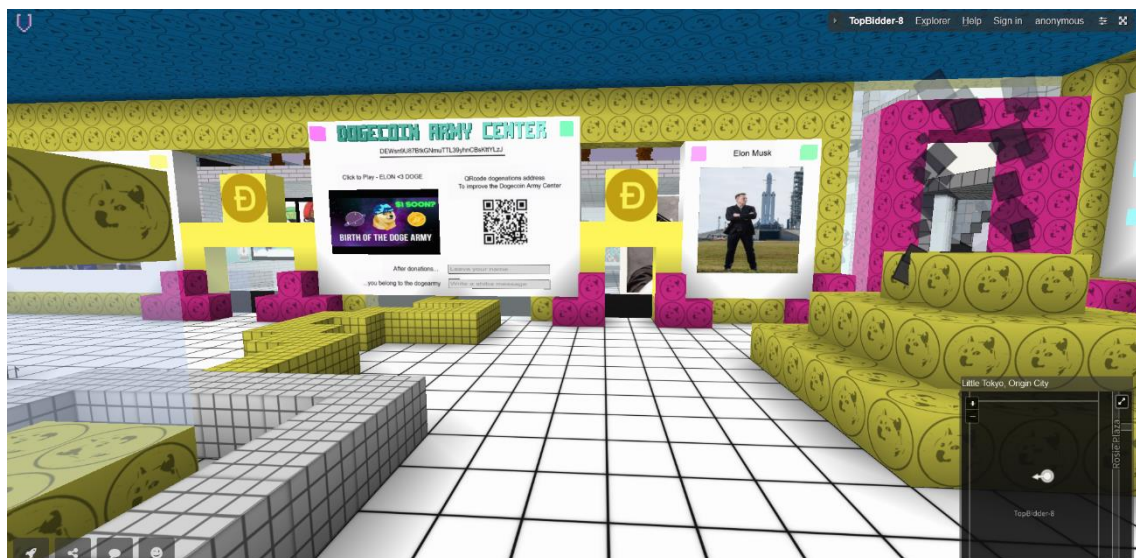 TopBidder-8 Explorer Help Sign in anonymous
DOGECOIN ARMY CENTER
Click to Play - ELON <3 DOGE
QRcode dogenations address
To improve the Dogecoin Army Center
$1 SOON?
BIRTH OF THE DOGE ARMY
After donations...
Leave your name
...you belong to the dogearmy
Write a shibe message
Elon Musk
Little Tokyo, Origin City
Rosie Plaza
TopBidder-8